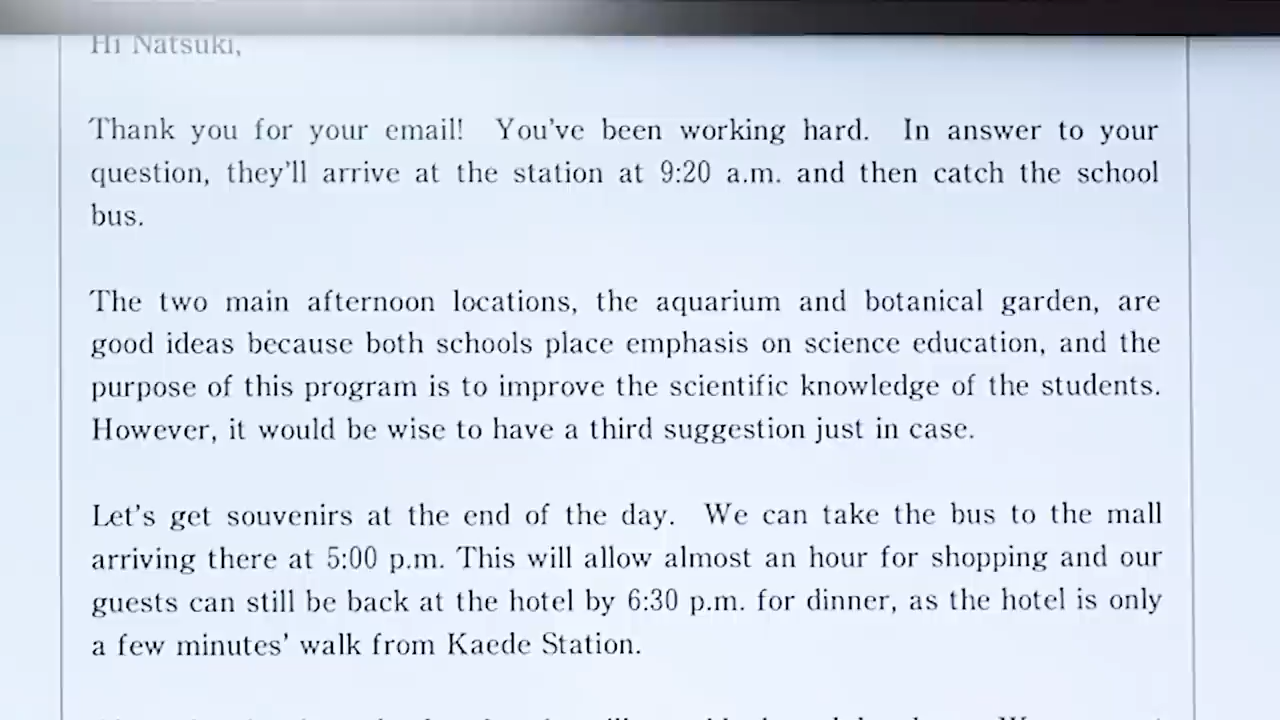 Hi Natsuki,
Thank you for your email!  You've been working hard.  In answer to your
question, they'll arrive at the station at 9:20 a.m. and then catch the school
bus.
The two main afternoon locations, the aquarium and botanical garden, are
good ideas because both schools place emphasis on science education, and the
purpose of this program is to improve the scientific knowledge of the students.
However, it would be wise to have a third suggestion just in case.
Let's get souvenirs at the end of the day.  We can take the bus to the mall
arriving there at 5:00 p.m. This will allow almost an hour for shopping and our
guests can still be back at the hotel by 6:30 p.m. for dinner, as the hotel is only
a few minutes' walk from Kaede Station.